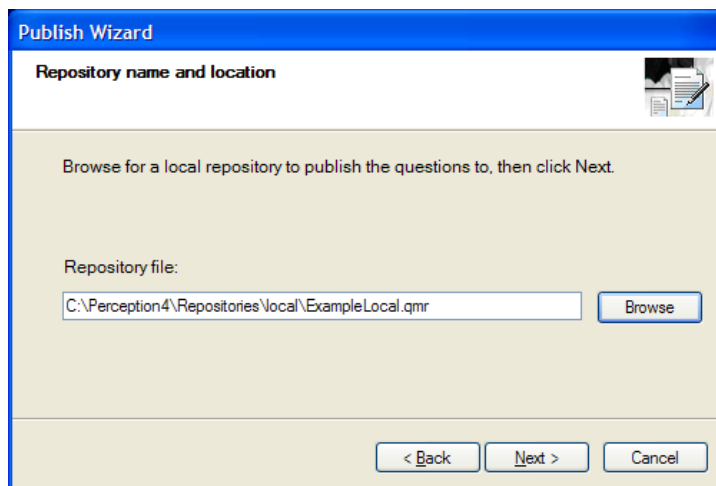 Publish Wizard
Repository name and location
Browse for a local repository to publish the questions to, then click Next.
Repository file:
C:\Perception4\Repositories\local\ExampleLocal.qmr
Browse
< Back
Next >
Cancel